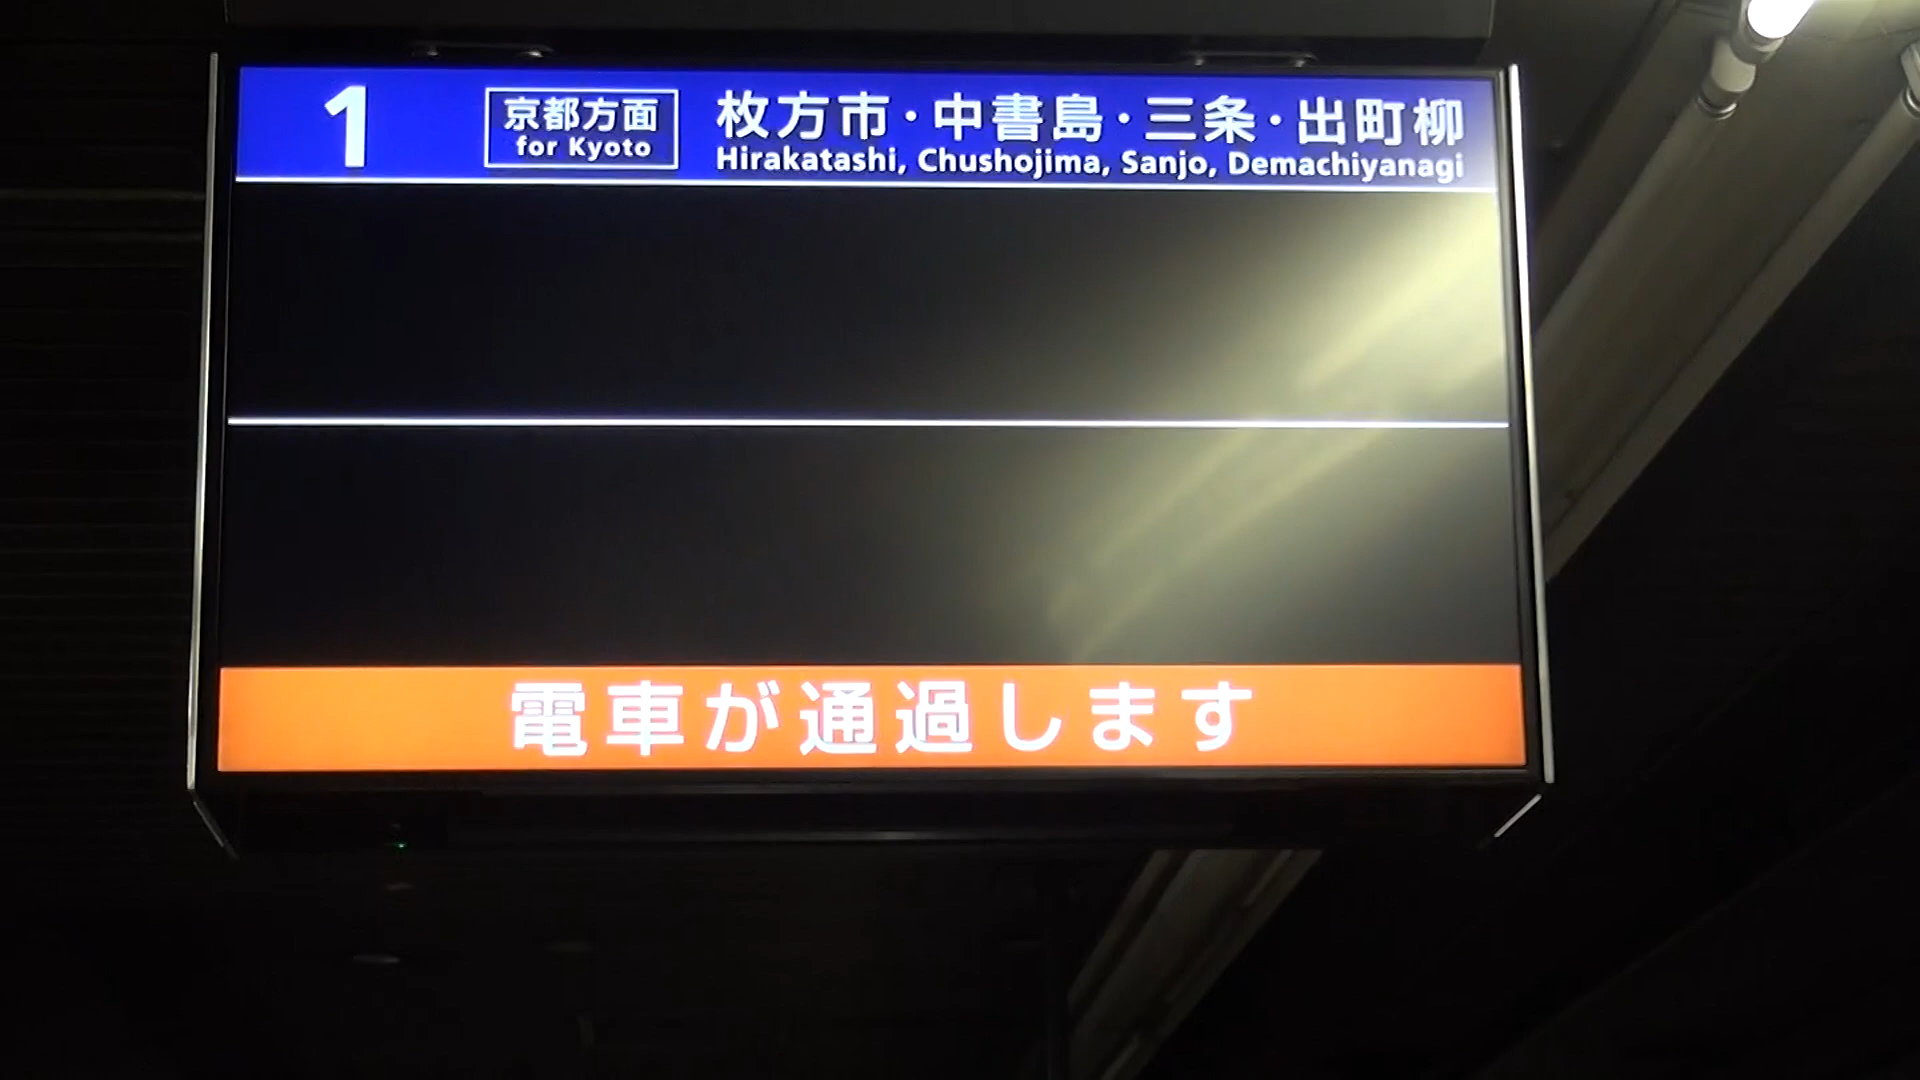 1
京都方面
for Kyoto
枚方市・中書島・三条・出町柳
Hirakatashi, Chushojima, Sanjo, Demachiyanagi
電車が通過します